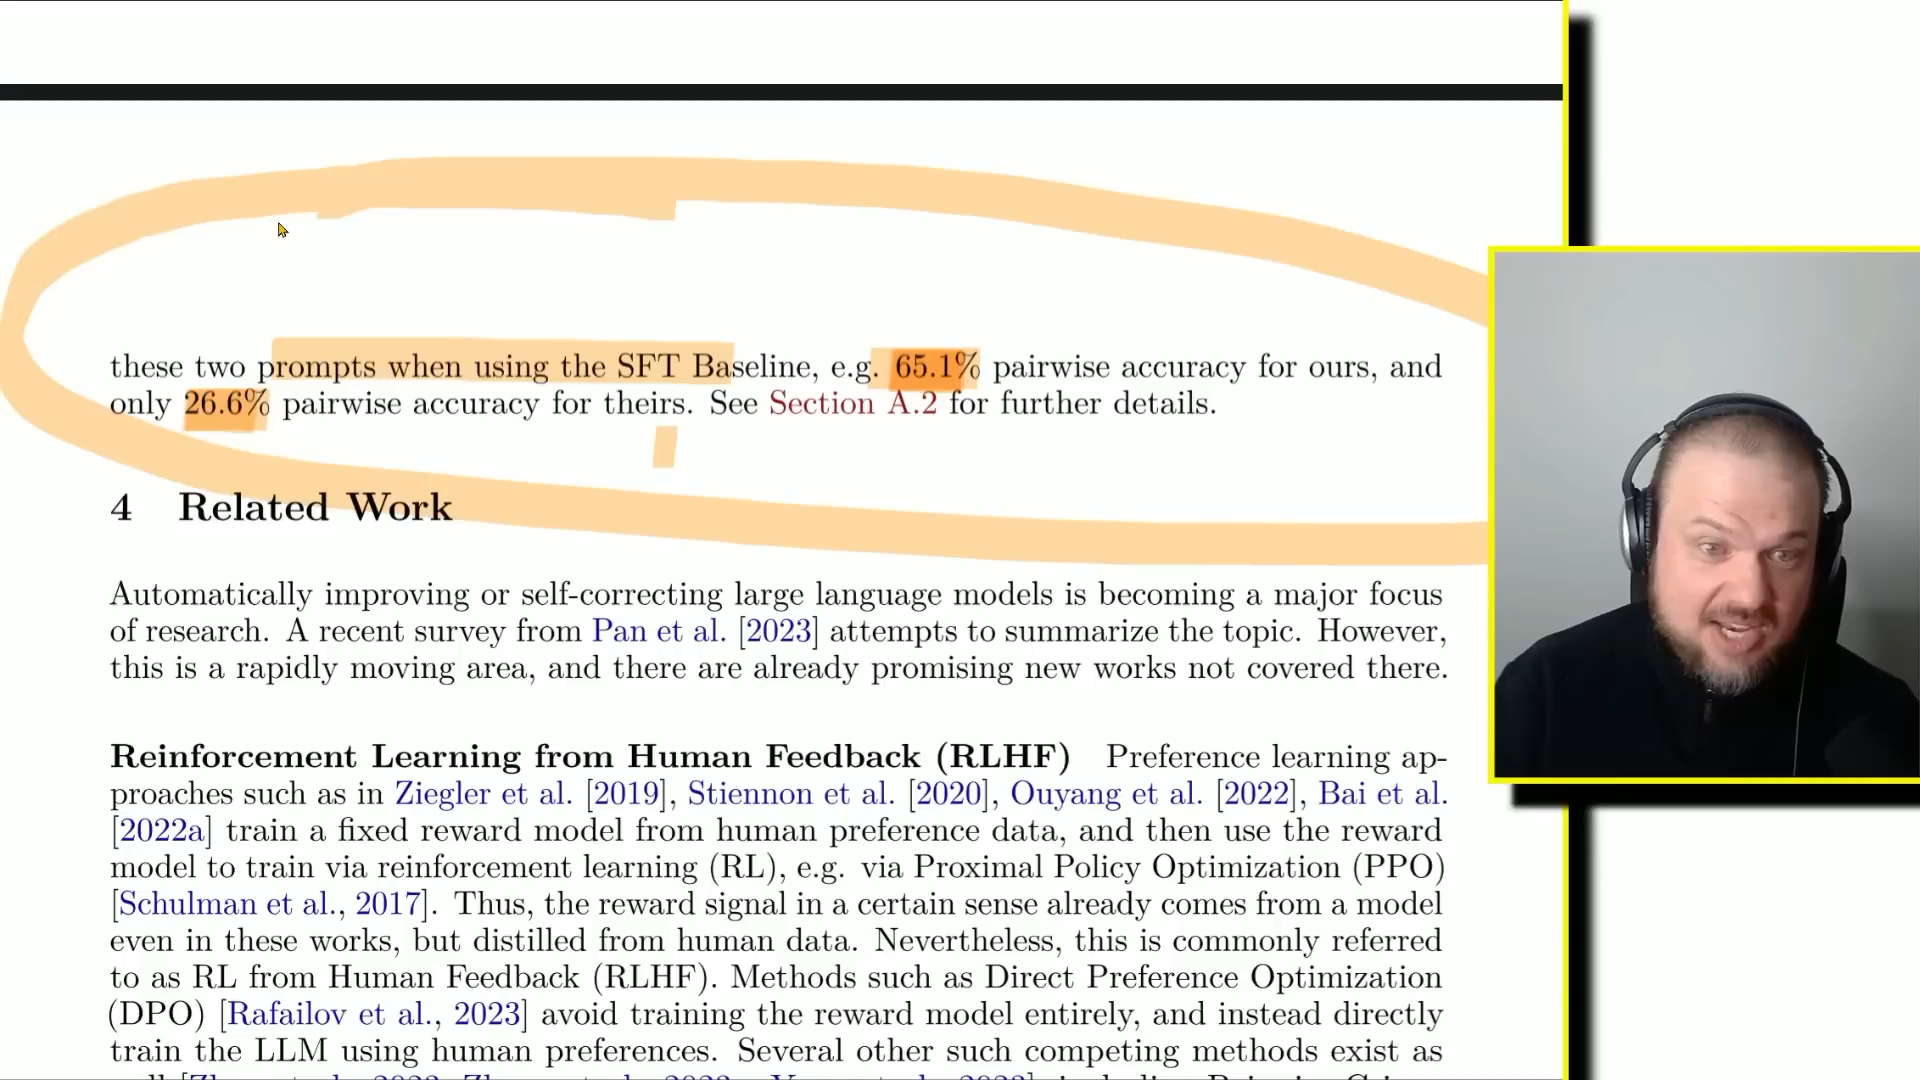 these two prompts when using the SFT Baseline, e.g. 65.1% pairwise accuracy for ours, and
only 26.6% pairwise accuracy for theirs. See Section A.2 for further details.
4 Related Work
Automatically improving or self-correcting large language models is becoming a major focus
of research. A recent survey from Pan et al. [2023] attempts to summarize the topic. However,
this is a rapidly moving area, and there are already promising new works not covered there.
Reinforcement Learning from Human Feedback (RLHF) Preference learning ap-
proaches such as in Ziegler et al. [2019], Stiennon et al. [2020], Ouyang et al. [2022], Bai et al.
[2022a] train a fixed reward model from human preference data, and then use the reward
model to train via reinforcement learning (RL), e.g. via Proximal Policy Optimization (PPO)
[Schulman et al., 2017]. Thus, the reward signal in a certain sense already comes from a model
even in these works, but distilled from human data. Nevertheless, this is commonly referred
to as RL from Human Feedback (RLHF). Methods such as Direct Preference Optimization
(DPO) [Rafailov et al., 2023] avoid training the reward model entirely, and instead directly
train the LLM using human preferences. Several other such competing methods exist as